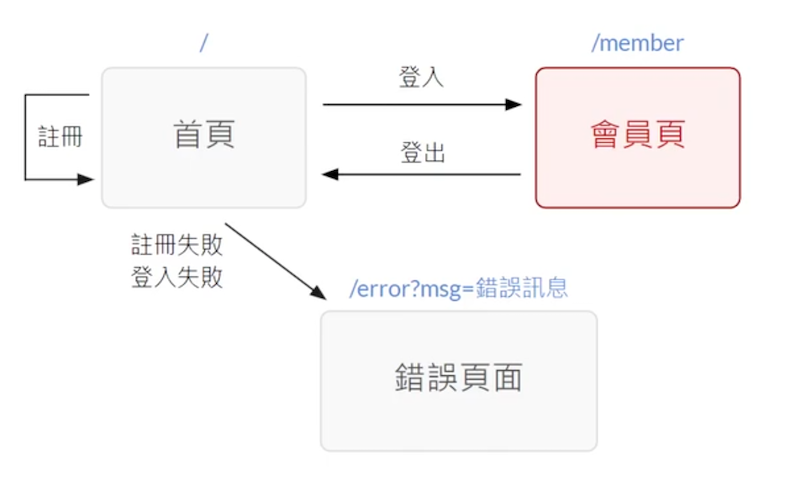 /
/member
註冊
首頁
登入
登出
會員頁
註冊失敗
登入失敗
/error?msg=錯誤訊息
錯誤頁面